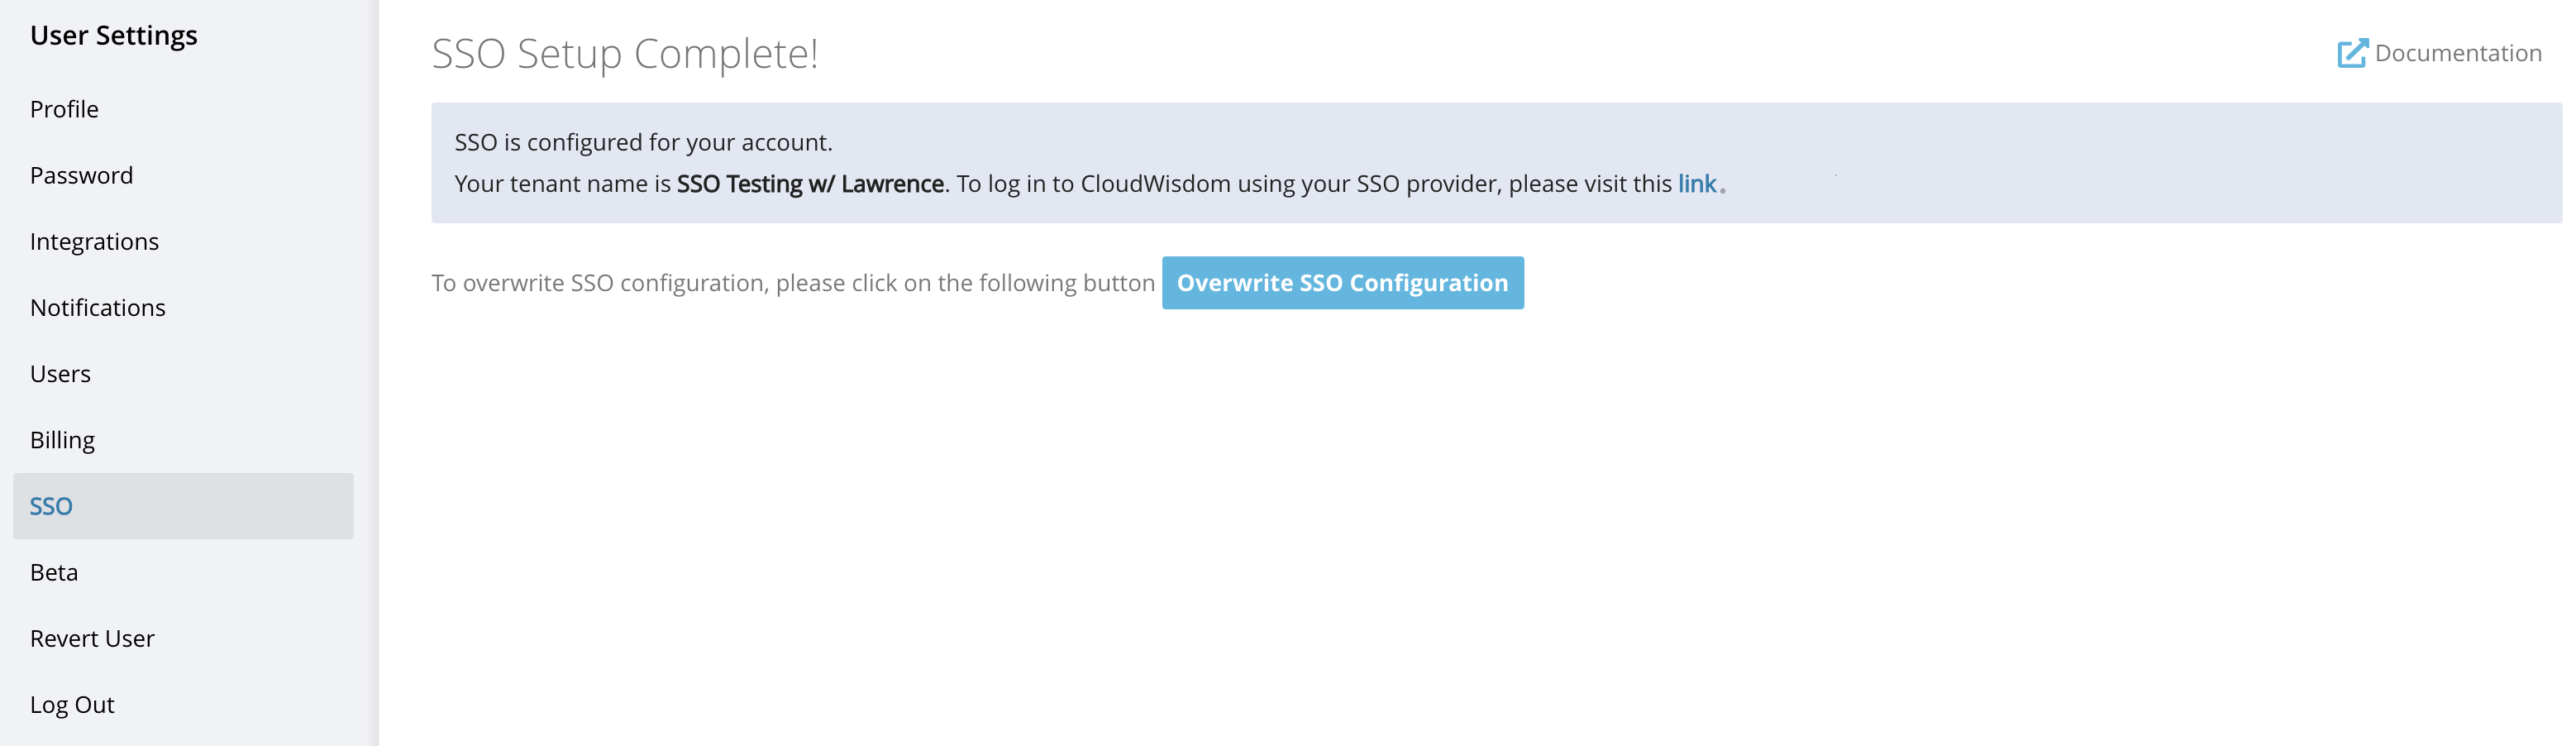 User Settings
Profile
Password
Integrations
Notifications
Users
Billing
SSO
Beta
Revert User
Log Out
SSO Setup Complete!
Documentation
SSO is configured for your account.
Your tenant name is SSO Testing w/ Lawrence. To log in to CloudWisdom using your SSO provider, please visit this link.
To overwrite SSO configuration, please click on the following button Overwrite SSO Configuration